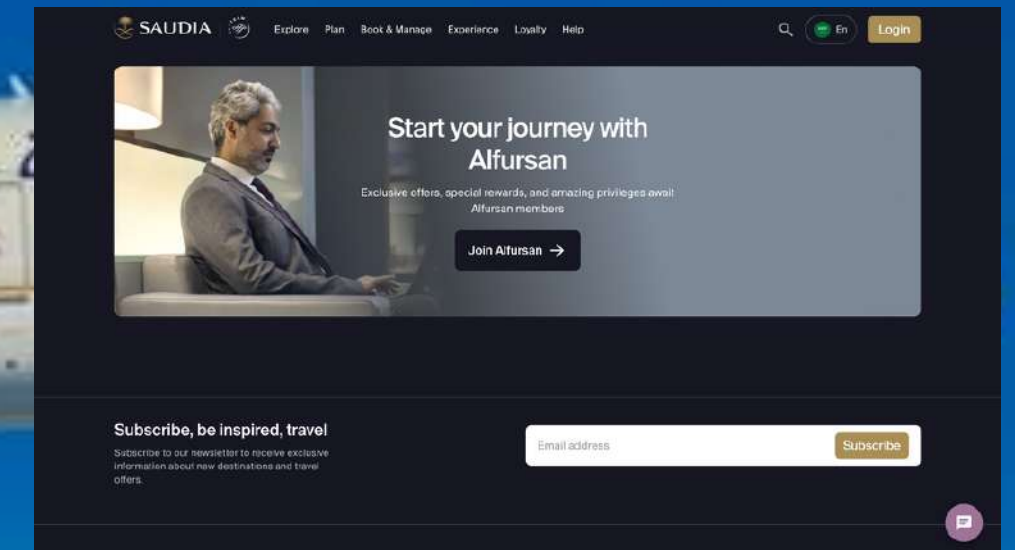 SAUDIA
Explore Plan Book & Manage Experience Loyalty Help
En
Login
Start your journey with
Alfursan
Exclusive offers, special rewards, and amazing privileges await
Alfursan members
Join Alfursan →
Subscribe, be inspired, travel
Subscribe to our newsletter to receive exclusive
information about new destinations and travel
offers.
Email address
Subscribe